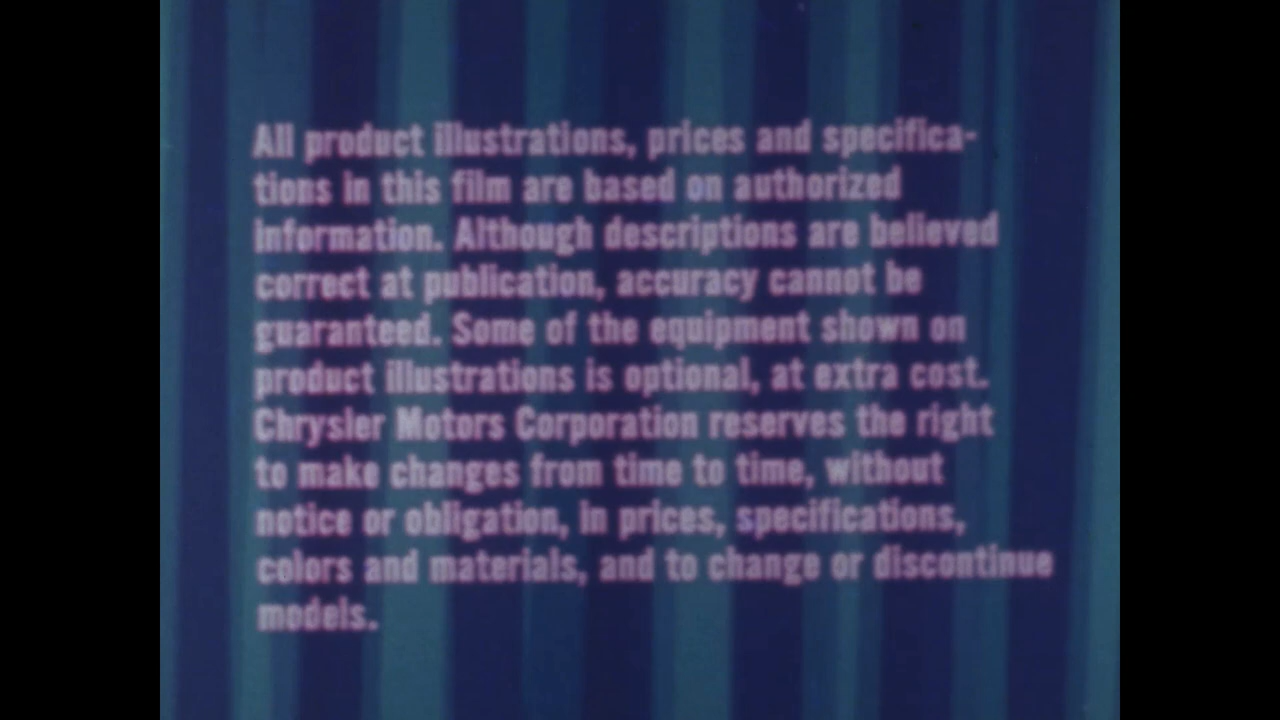 All product illustrations, prices and specifica-
tions in this film are based on authorized
information. Although descriptions are believed
correct at publication, accuracy cannot be
guaranteed. Some of the equipment shown on
product illustrations is optional, at extra cost.
Chrysler Motors Corporation reserves the right
to make changes from time to time, without
notice or obligation, in prices, specifications,
colors and materials, and to change or discontinue
models.